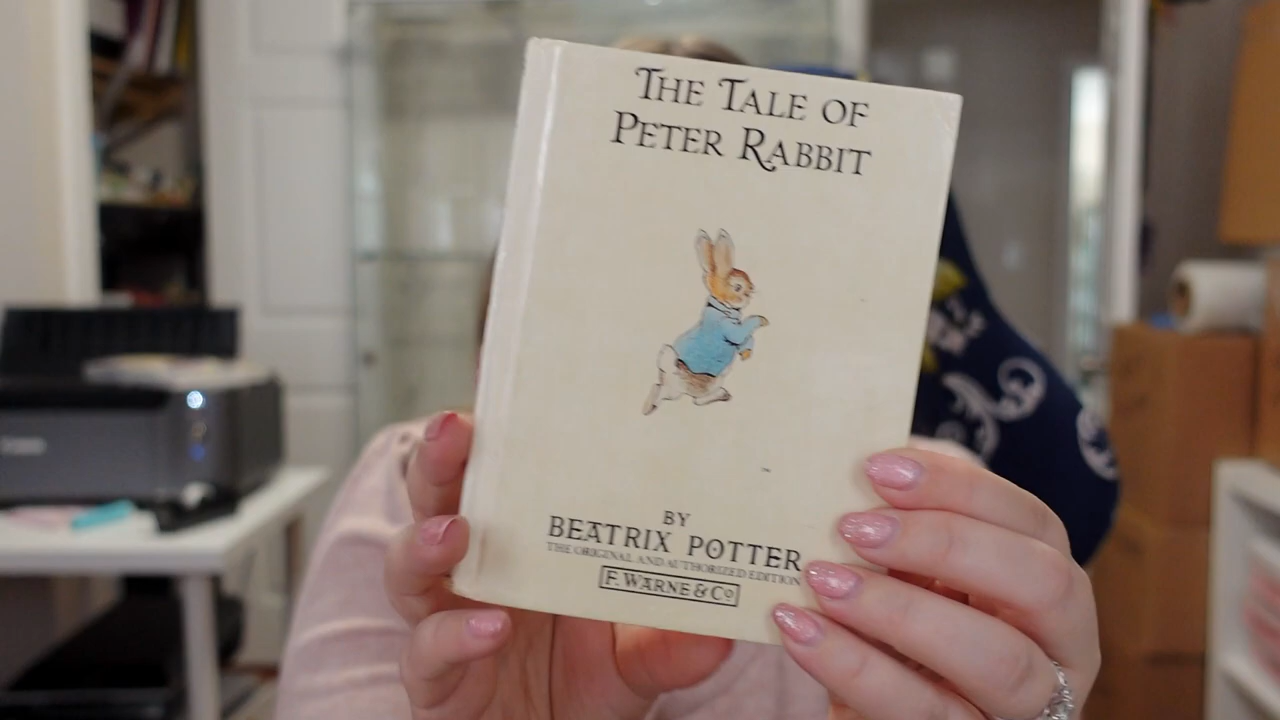 THE TALE OF
PETER RABBIT
BY
BEATRIX POTTER
THE ORIGINAL AND AUTHORIZED EDITION
F. WARNE & Co